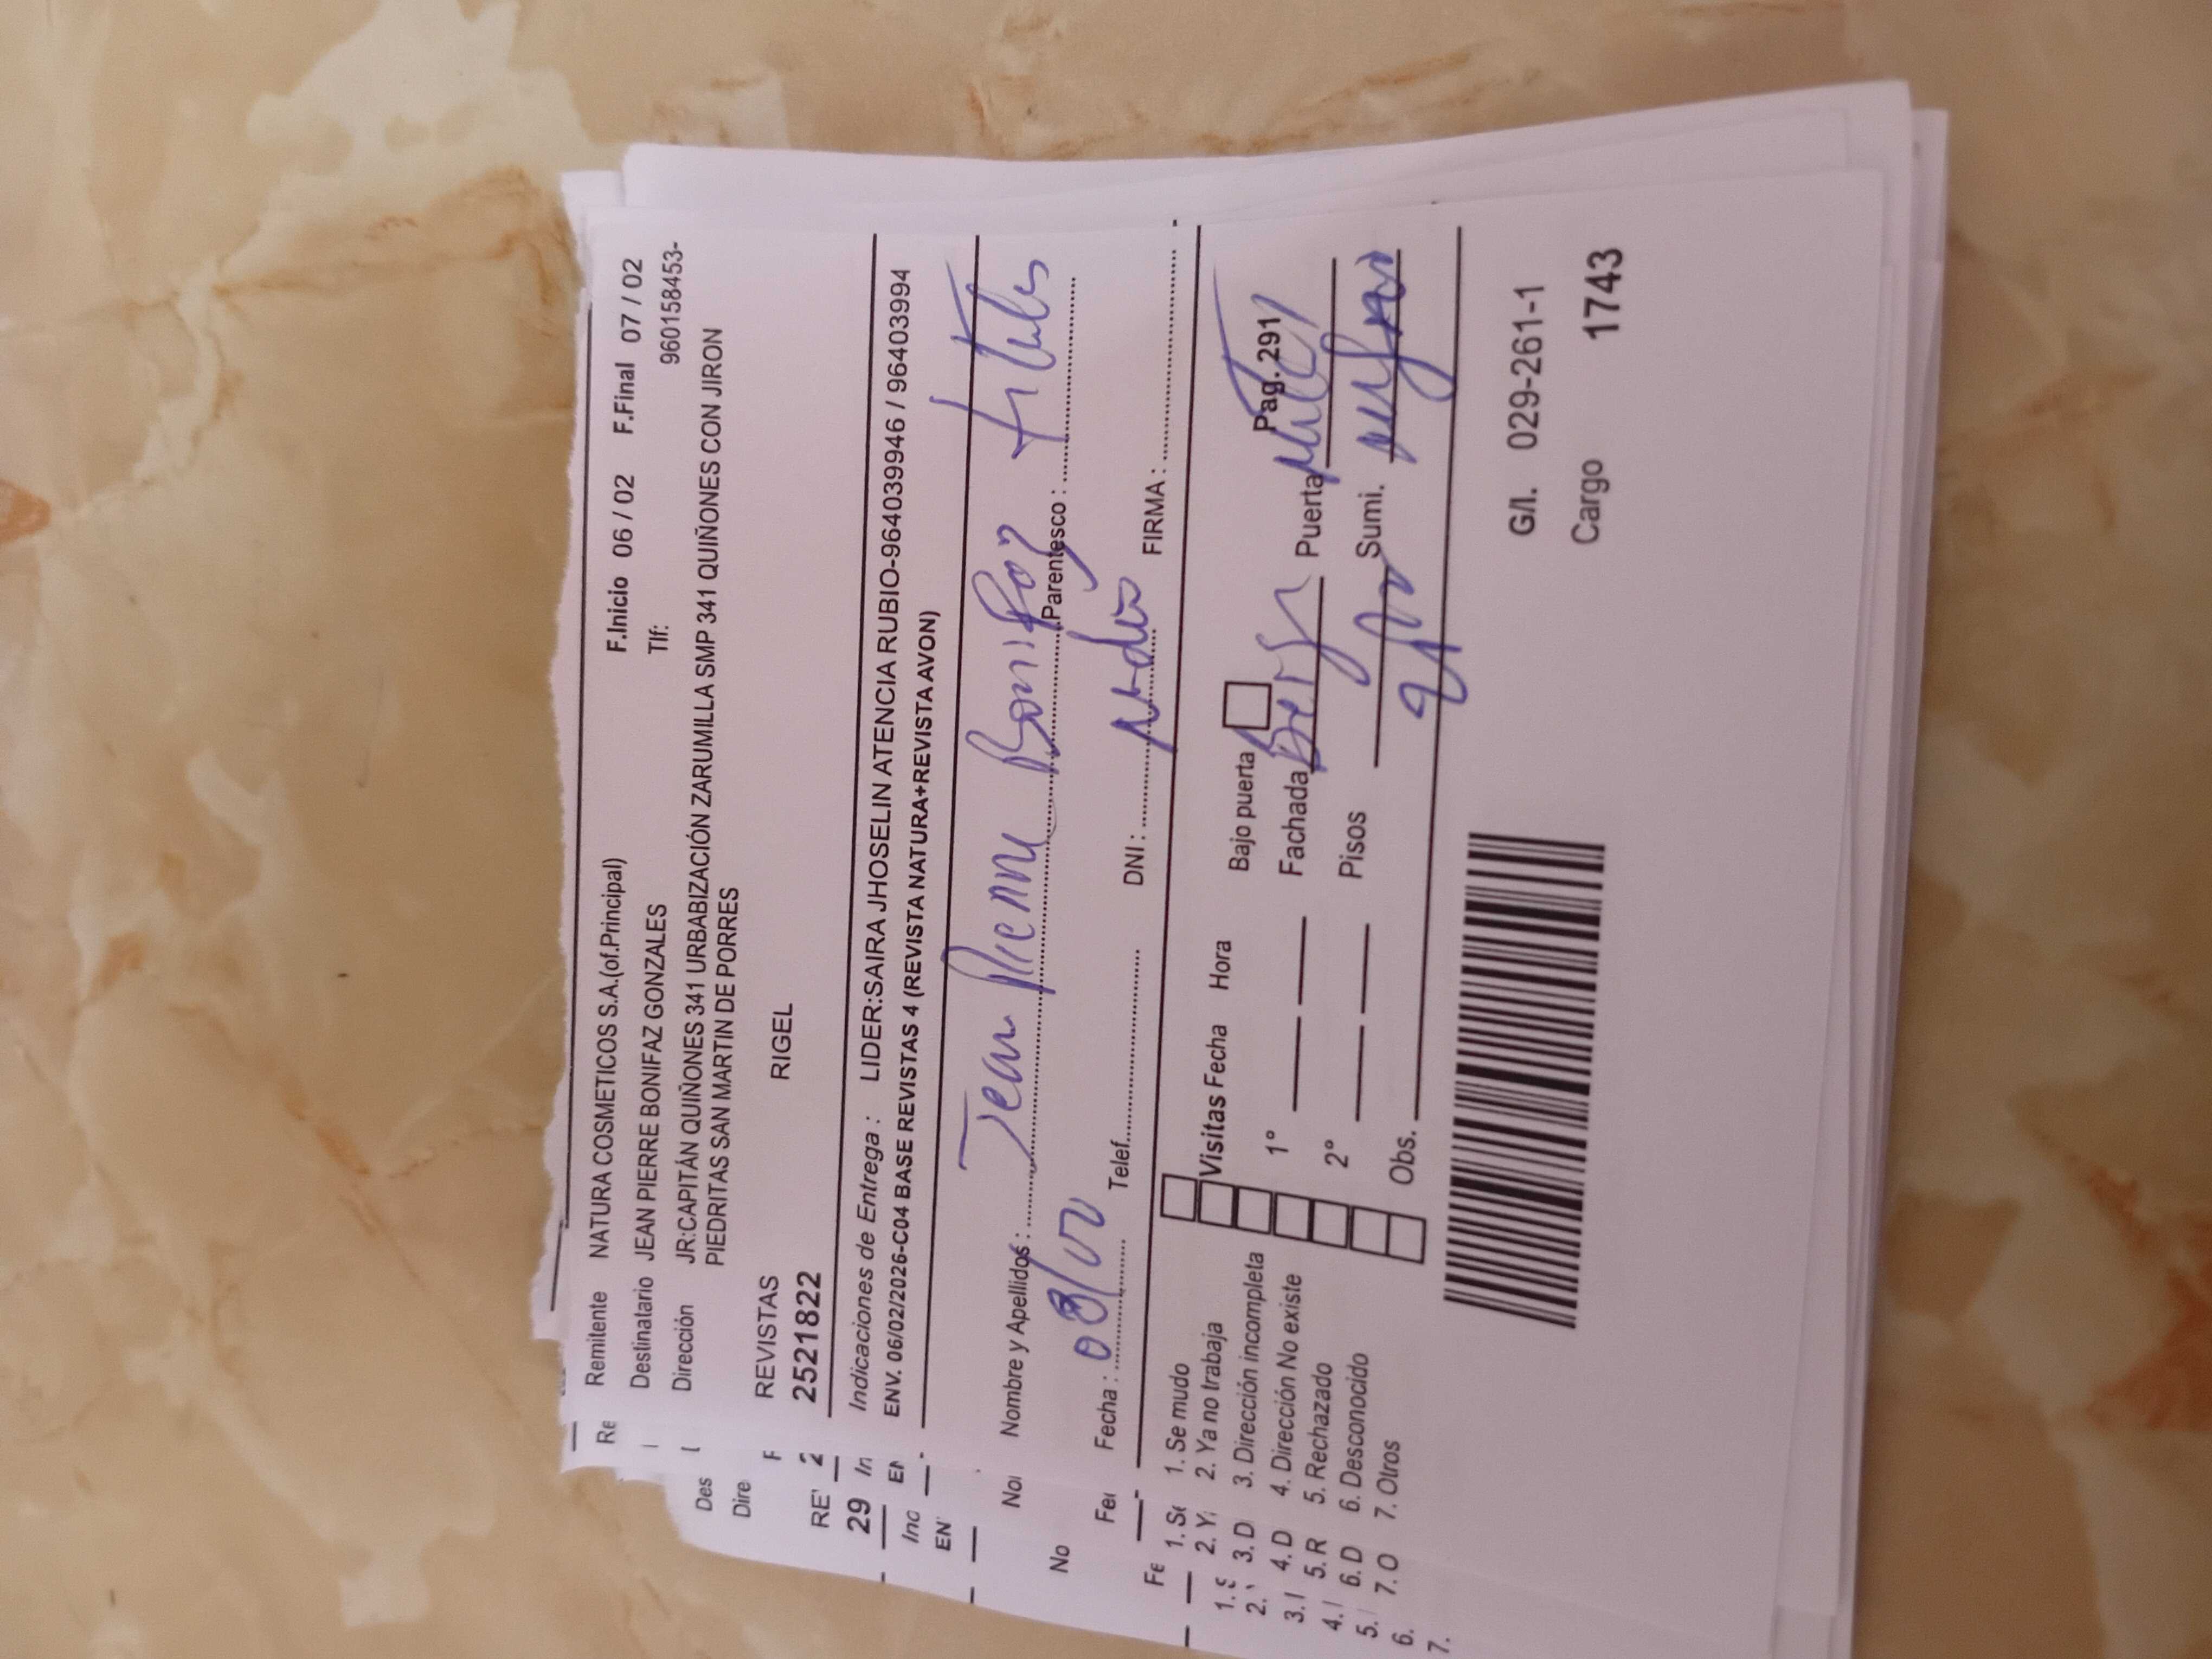 Remitente NATURA COSMETICOS S.A.(of.Principal) F.Inicio 06 / 02 F.Final 07 / 02
Destinatario JEAN PIERRE BONIFAZ GONZALES Tlf: 960158453-
Dirección JR:CAPITÁN QUIÑONES 341 URBABIZACIÓN ZARUMILLA SMP 341 QUIÑONES CON JIRON
PIEDRITAS SAN MARTIN DE PORRES
REVISTAS RIGEL
2521822
Indicaciones de Entrega : LIDER:SAIRA JHOSELIN ATENCIA RUBIO-964039946 / 96403994
ENV. 06/02/2026-C04 BASE REVISTAS 4 (REVISTA NATURA+REVISTA AVON)
Nombre y Apellidos : Jean Pierre Bonifaz Parentesco :
Fecha : 08/02 Telef. DNI : FIRMA :
1. Se mudo
2. Ya no trabaja
3. Dirección incompleta
4. Dirección No existe
5. Rechazado
6. Desconocido
7. Otros
Visitas Fecha Hora Bajo puerta Pag. 291
1° Fachada Puerta
2° Pisos Sumi.
Obs.
G/I. 029-261-1
Cargo 1743